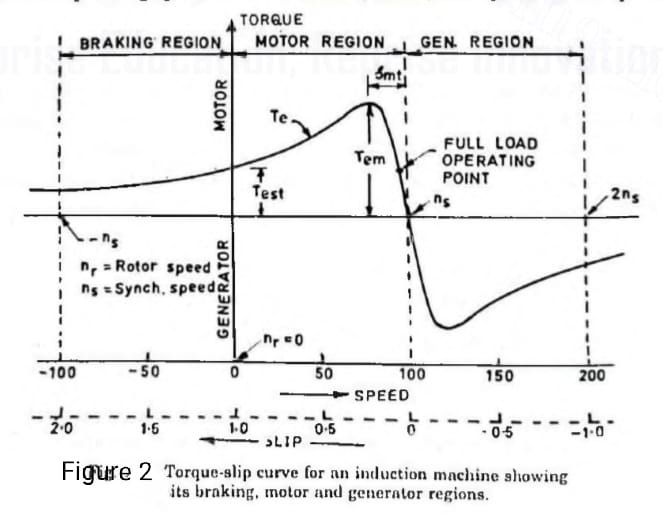 TORQUE
BRAKING REGION MOTOR REGION GEN. REGION
smt
MOTOR
Te
Tem
FULL LOAD
OPERATING
POINT
Test
ns
2ns
-ns
nr = Rotor speed
ns = Synch. speed
GENERATOR
nr = 0
-100 -50 0 50 100 150 200
SPEED
2·0 1·5 1·0 0·5 0 -0·5 -1·0
SLIP
Figure 2 Torque-slip curve for an induction machine showing
its braking, motor and generator regions.